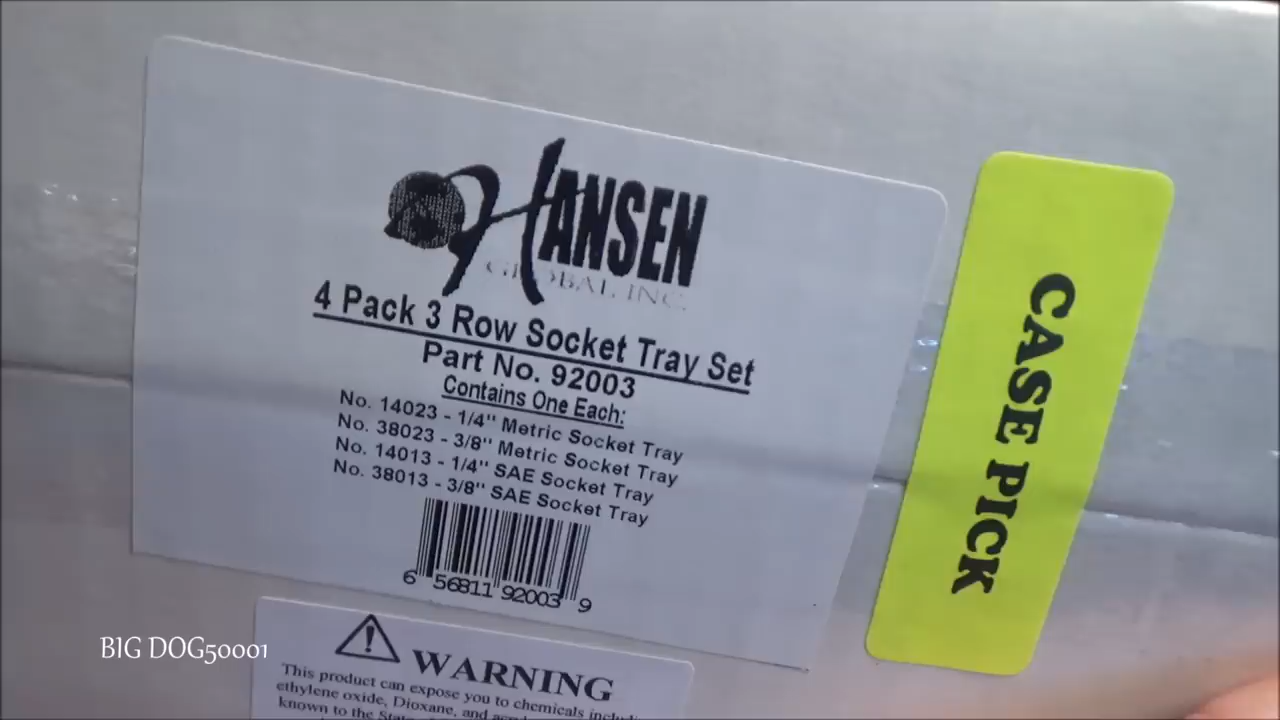 HANSEN
GLOBAL, INC.
4 Pack 3 Row Socket Tray Set
Part No. 92003
Contains One Each:
No. 14023 - 1/4" Metric Socket Tray
No. 38023 - 3/8" Metric Socket Tray
No. 14013 - 1/4" SAE Socket Tray
No. 38013 - 3/8" SAE Socket Tray
6 56811 92003 9
CASE PICK
WARNING
This product can expose you to chemicals
ethylene oxide, Dioxane, and
known to the
BIG DOG50001